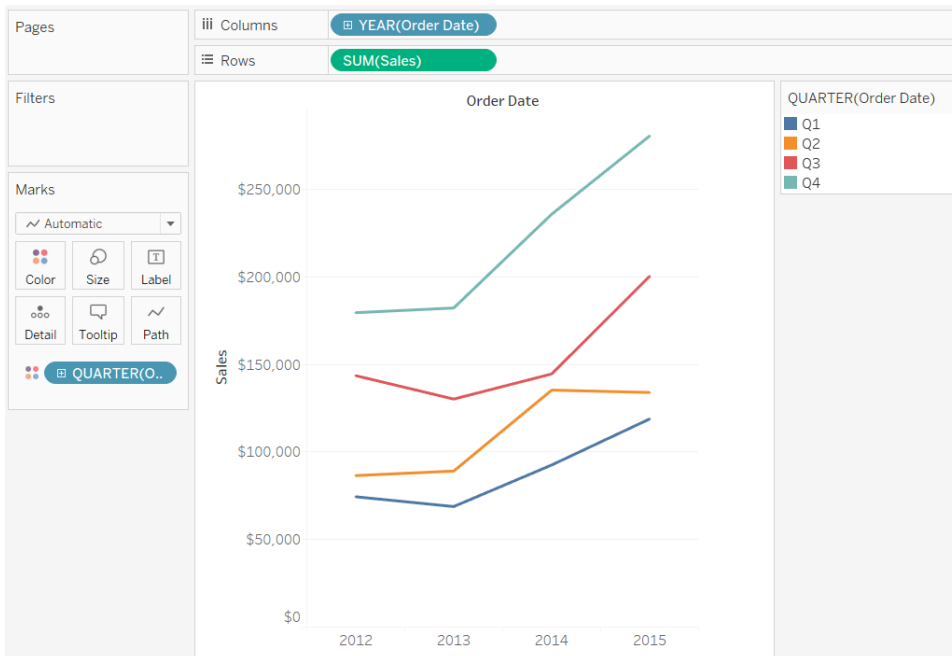 Pages
Columns
YEAR(Order Date)
Rows
SUM(Sales)
Filters
Marks
Automatic
Color
Size
Label
Detail
Tooltip
Path
QUARTER(O..
Order Date
Sales
$250,000
$200,000
$150,000
$100,000
$50,000
$0
2012 2013 2014 2015
QUARTER(Order Date)
Q1
Q2
Q3
Q4